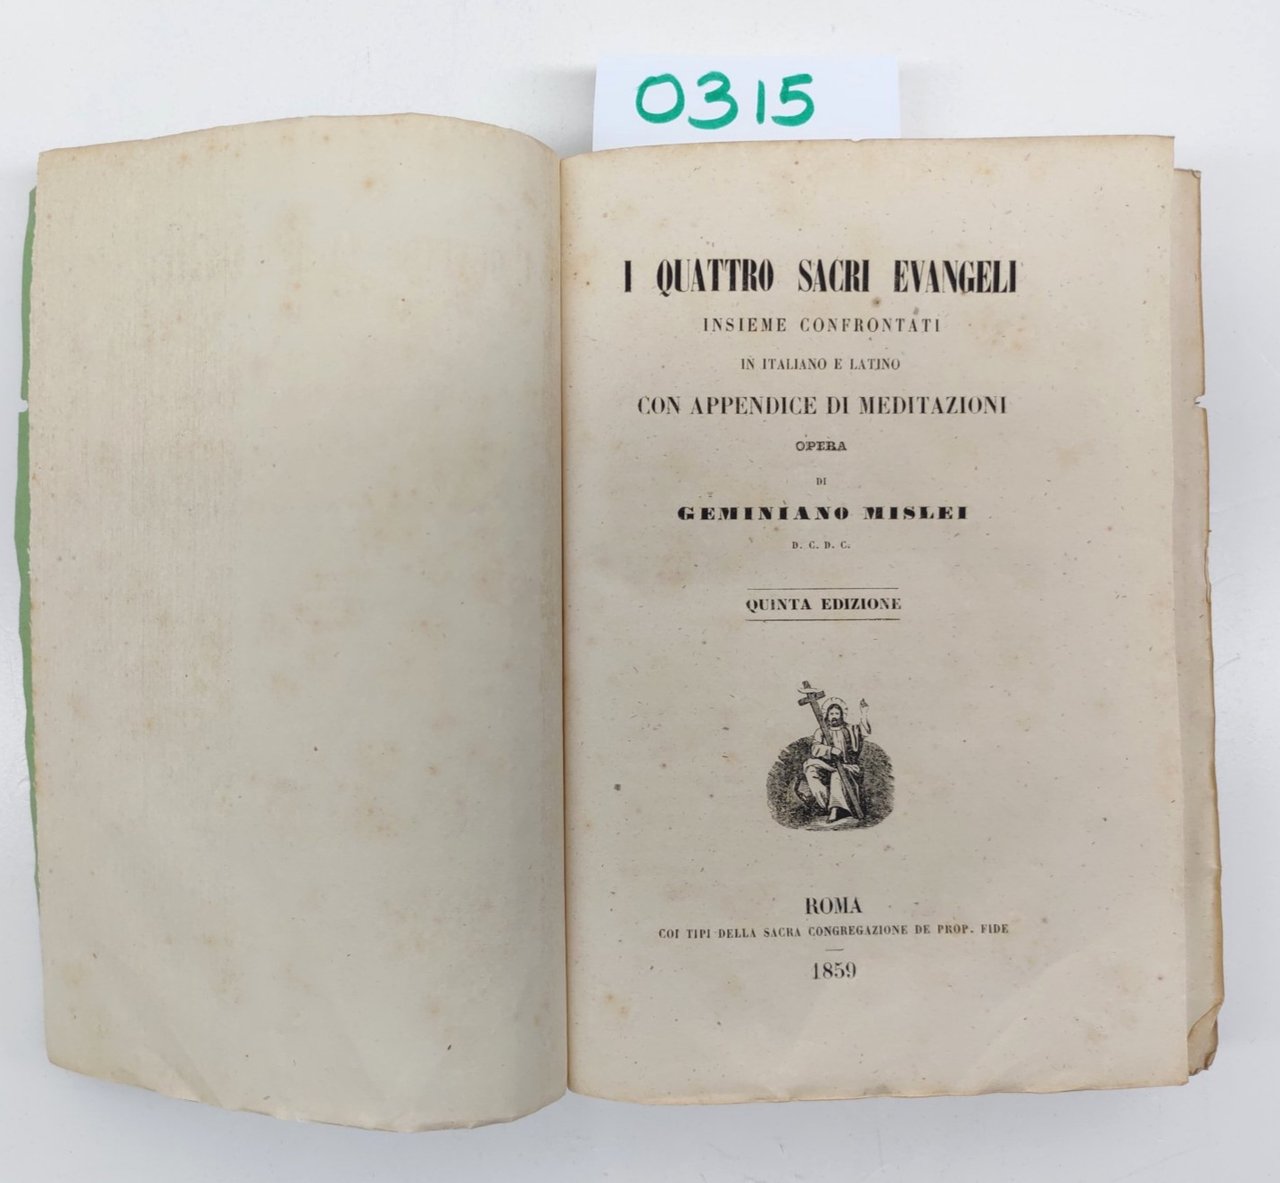 0315
I QUATTRO SACRI EVANGELI
INSIEME CONFRONTATI
IN ITALIANO E LATINO
CON APPENDICE DI MEDITAZIONI
OPERA
DI
GEMINIANO MISLEI
D. C. D. C.
QUINTA EDIZIONE
ROMA
COI TIPI DELLA SACRA CONGREGAZIONE DE PROP. FIDE
1859